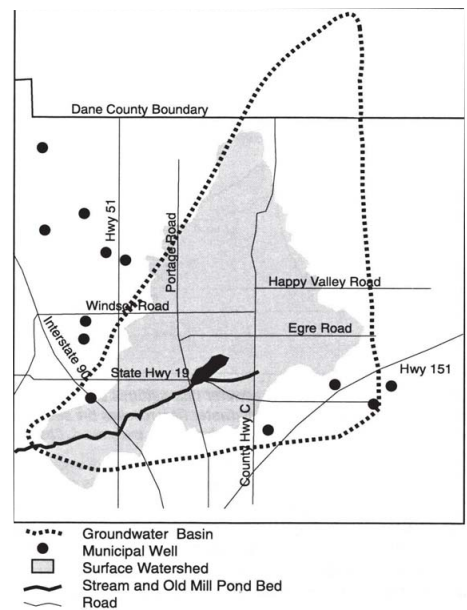 Dane County Boundary
Hwy 51
Portage Road
Happy Valley Road
Windsor Road
Egre Road
Interstate 90
State Hwy 19
Hwy 151
County Hwy C
Groundwater Basin
Municipal Well
Surface Watershed
Stream and Old Mill Pond Bed
Road